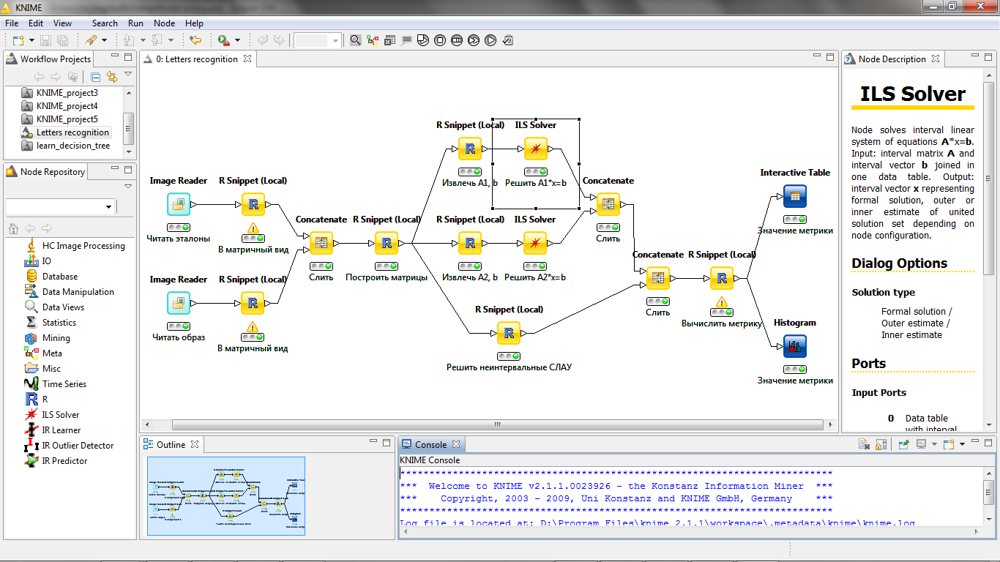 KNIME
File Edit View Search Run Node Help
Workflow Projects
KNIME_project3
KNIME_project4
KNIME_project5
Letters recognition
learn_decision_tree
Node Repository
HC Image Processing
IO
Database
Data Manipulation
Data Views
Statistics
Mining
Meta
Misc
Time Series
R
ILS Solver
IR Learner
IR Outlier Detector
IR Predictor
0: Letters recognition
Image Reader
Читать эталоны
R Snippet (Local)
В матричный вид
Image Reader
Читать образ
R Snippet (Local)
В матричный вид
Concatenate
Слить
R Snippet (Local)
Построить матрицы
R Snippet (Local)
Извлечь A1, b
ILS Solver
Решить A1*x=b
R Snippet (Local)
Извлечь A2, b
ILS Solver
Решить A2*x=b
R Snippet (Local)
Решить неинтервальные СЛАУ
Concatenate
Слить
Concatenate
Слить
R Snippet (Local)
Вычислить метрику
Interactive Table
Значение метрики
Histogram
Значение метрики
Node Description
ILS Solver
Node solves interval linear
system of equations A*x=b.
Input: interval matrix A and
interval vector b joined in
one data table. Output:
interval vector x representing
formal solution, outer or
inner estimate of united
solution set depending on
node configuration.
Dialog Options
Solution type
Formal solution /
Outer estimate /
Inner estimate
Ports
Input Ports
0 Data table
with interval
Outline
Console
KNIME Console
*** Welcome to KNIME v2.1.1.0023926 - the Konstanz Information Miner ***
*** Copyright, 2003 - 2009, Uni Konstanz and KNIME GmbH, Germany ***
Log file is located at: D:\Program Files\knime_2.1.1\workspace\.metadata\knime\knime.log